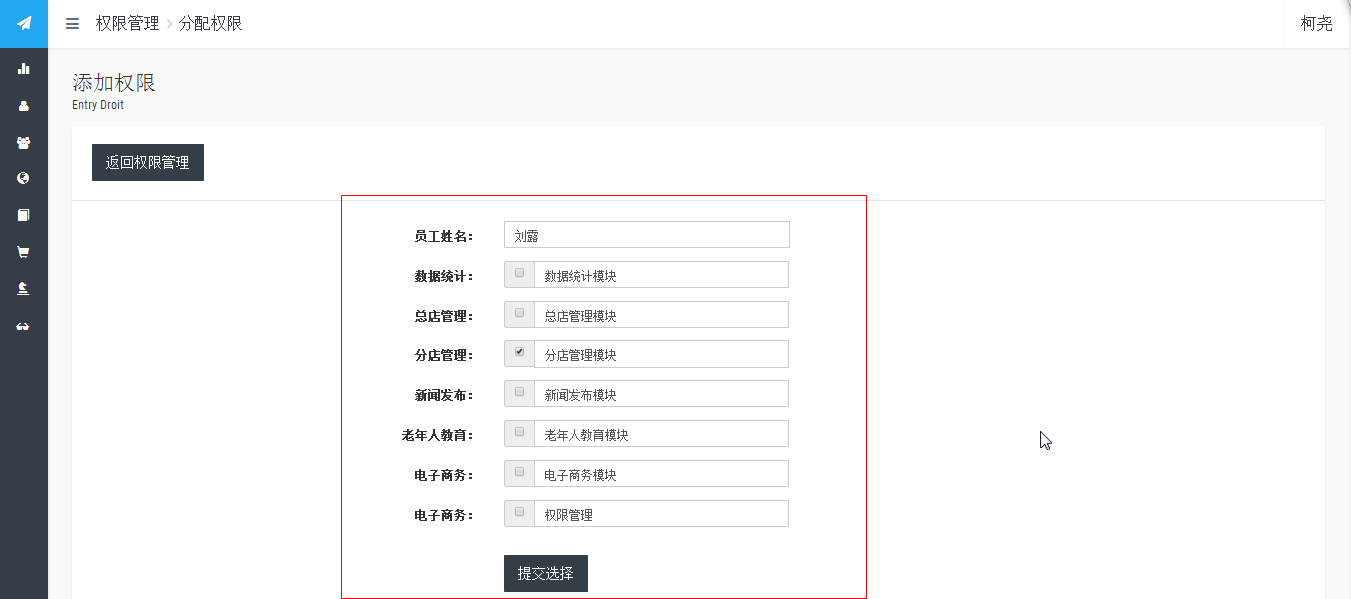 权限管理 > 分配权限
柯尧
添加权限
Entry Droit
返回权限管理
员工姓名： 刘露
数据统计： 数据统计模块
总店管理： 总店管理模块
分店管理： 分店管理模块
新闻发布： 新闻发布模块
老年人教育： 老年人教育模块
电子商务： 电子商务模块
电子商务： 权限管理
提交选择